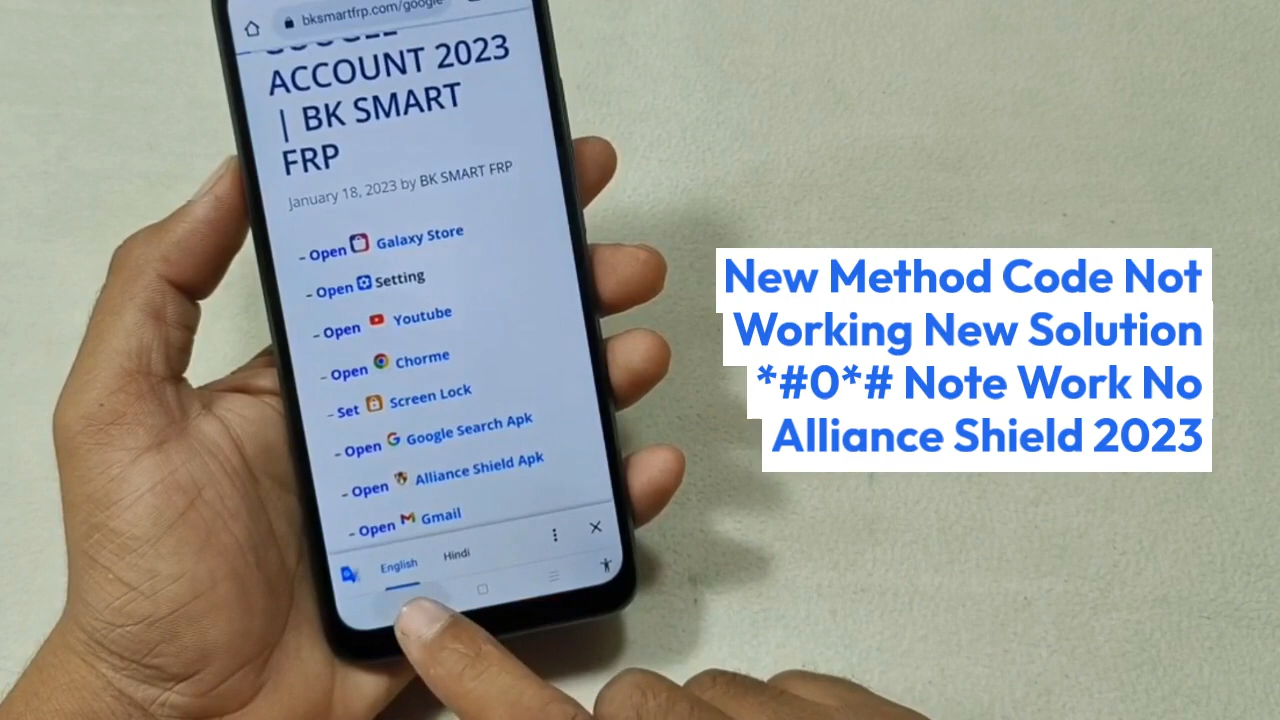 bksmartfrp.com/google
GOOGLE
ACCOUNT 2023
| BK SMART
FRP
January 18, 2023 by BK SMART FRP
– Open Galaxy Store
– Open Setting
– Open Youtube
– Open Chorme
– Set Screen Lock
– Open Google Search Apk
– Open Alliance Shield Apk
– Open Gmail
English Hindi
New Method Code Not
Working New Solution
*#0*# Note Work No
Alliance Shield 2023